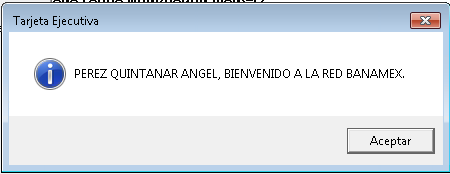 Tarjeta Ejecutiva
PEREZ QUINTANAR ANGEL, BIENVENIDO A LA RED BANAMEX.
Aceptar